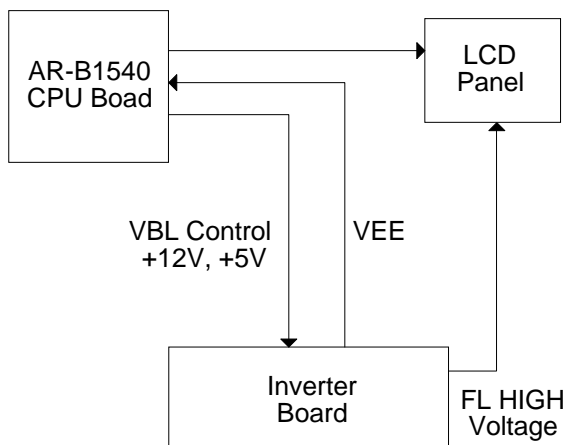 AR-B1540
CPU Boad
LCD
Panel
VBL Control
+12V, +5V
VEE
Inverter
Board
FL HIGH
Voltage